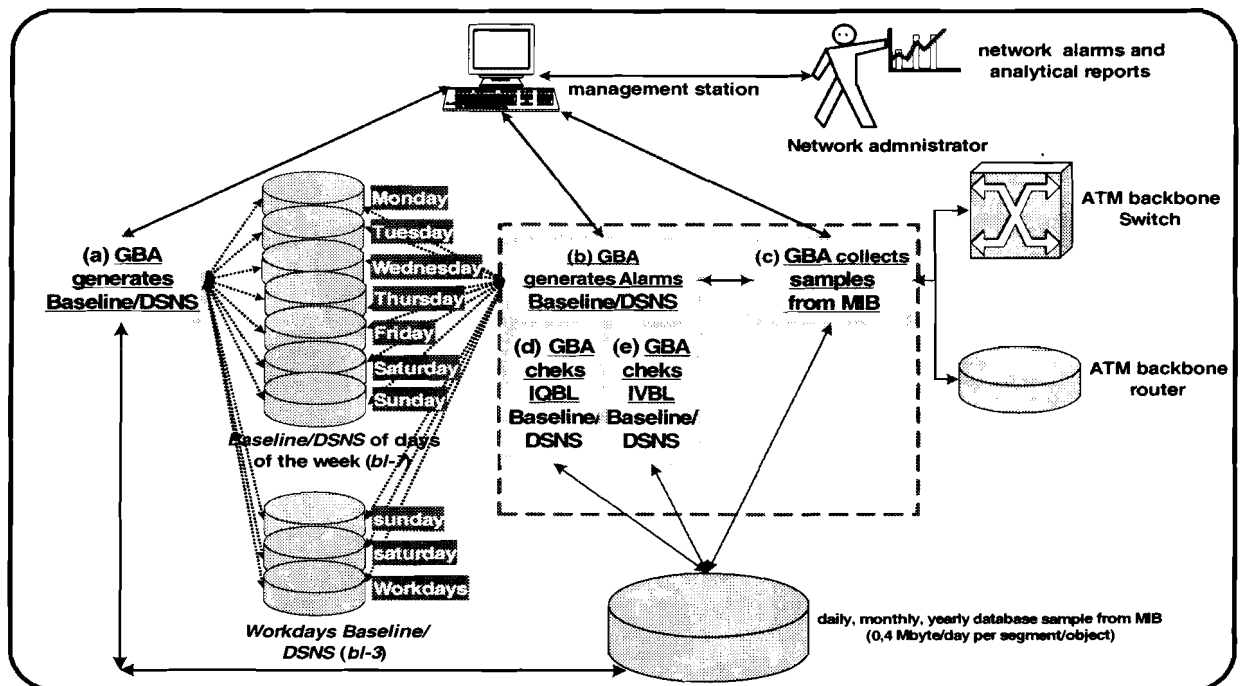 network alarms and
analytical reports
management station
Network admnistrator
ATM backbone
Switch
Monday
Tuesday
Wednesday
Thursday
Friday
Saturday
Sunday
(a) GBA
generates
Baseline/DSNS
(b) GBA
generates Alarms
Baseline/DSNS
(c) GBA collects
samples
from MIB
(d) GBA
cheks
IQBL
Baseline/
DSNS
(e) GBA
cheks
IVBL
Baseline/
DSNS
ATM backbone
router
Baseline/DSNS of days
of the week (bl-7)
sunday
saturday
Workdays
Workdays Baseline/
DSNS (bl-3)
daily, monthly, yearly database sample from MIB
(0,4 Mbyte/day per segment/object)